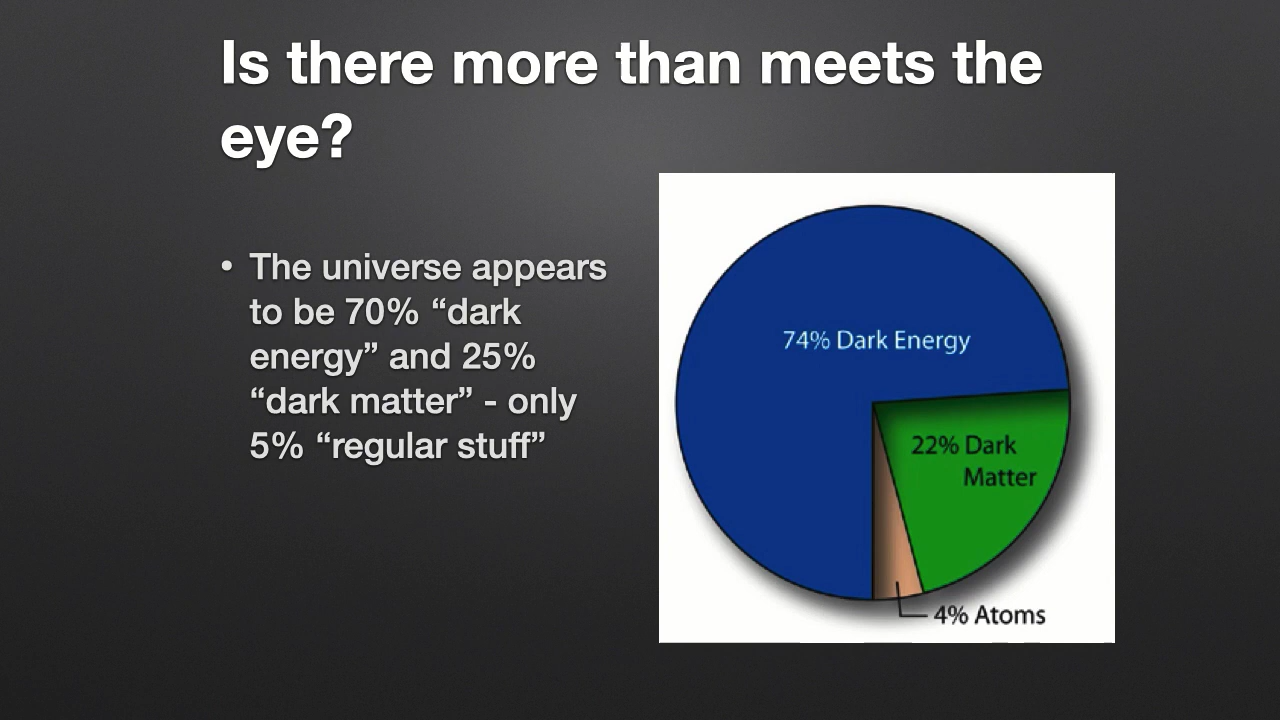 Is there more than meets the
eye?
• The universe appears
to be 70% “dark
energy” and 25%
“dark matter” - only
5% “regular stuff”
74% Dark Energy
22% Dark
Matter
4% Atoms